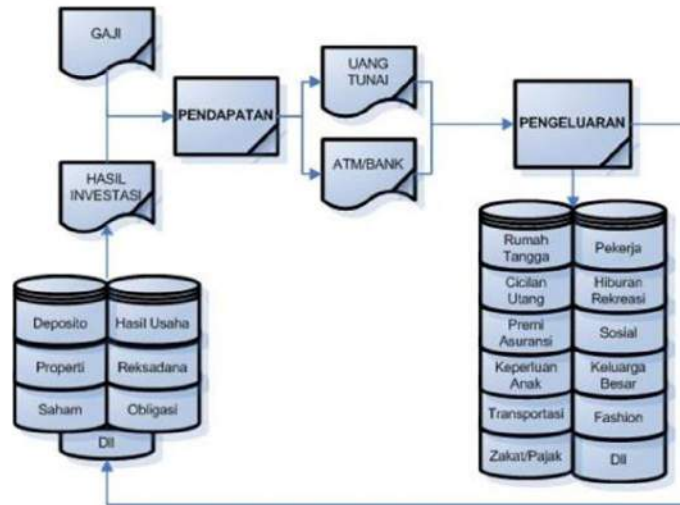 GAJI
PENDAPATAN
UANG
TUNAI
ATM/BANK
PENGELUARAN
HASIL
INVESTASI
Deposito
Hasil Usaha
Properti
Reksadana
Saham
Obligasi
Dll
Rumah
Tangga
Pekerja
Cicilan
Utang
Hiburan
Rekreasi
Premi
Asuransi
Sosial
Keperluan
Anak
Keluarga
Besar
Transportasi
Fashion
Zakat/Pajak
Dll